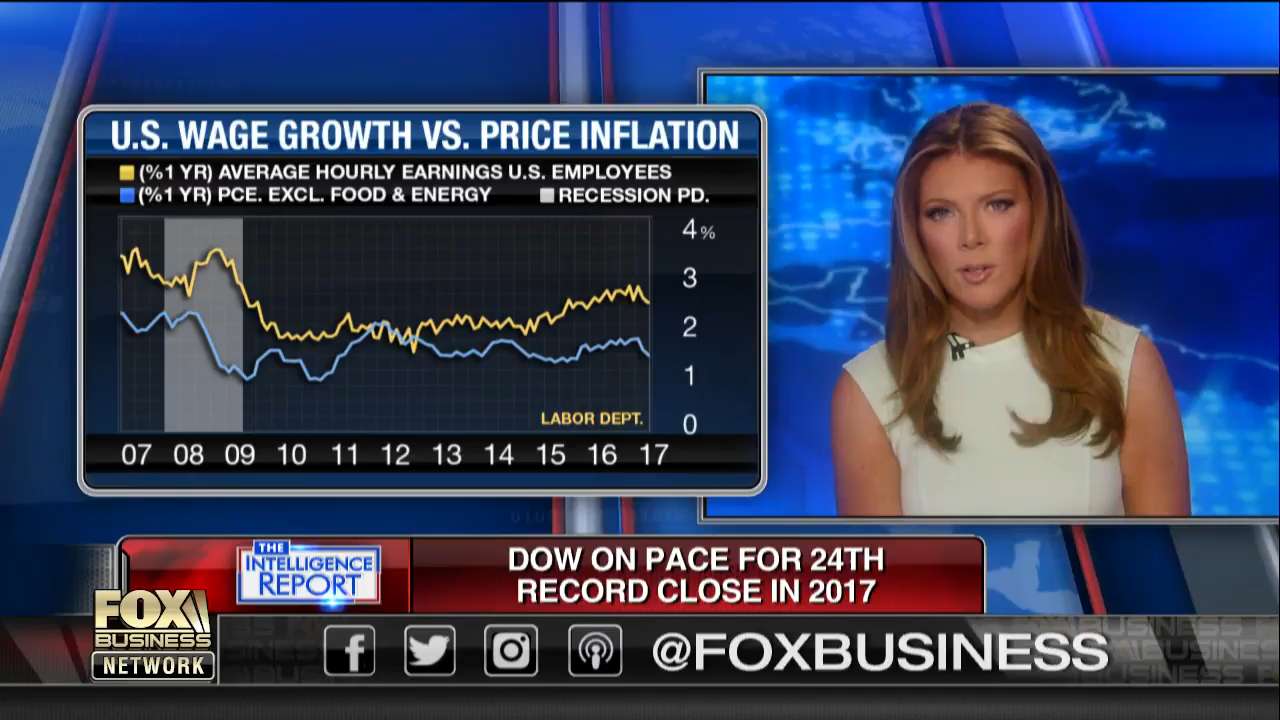 U.S. WAGE GROWTH VS. PRICE INFLATION
(%1 YR) AVERAGE HOURLY EARNINGS U.S. EMPLOYEES
(%1 YR) PCE. EXCL. FOOD & ENERGY RECESSION PD.
4%
3
2
1
0
LABOR DEPT.
07 08 09 10 11 12 13 14 15 16 17
THE
INTELLIGENCE
REPORT
DOW ON PACE FOR 24TH
RECORD CLOSE IN 2017
FOX
BUSINESS
NETWORK
@FOXBUSINESS